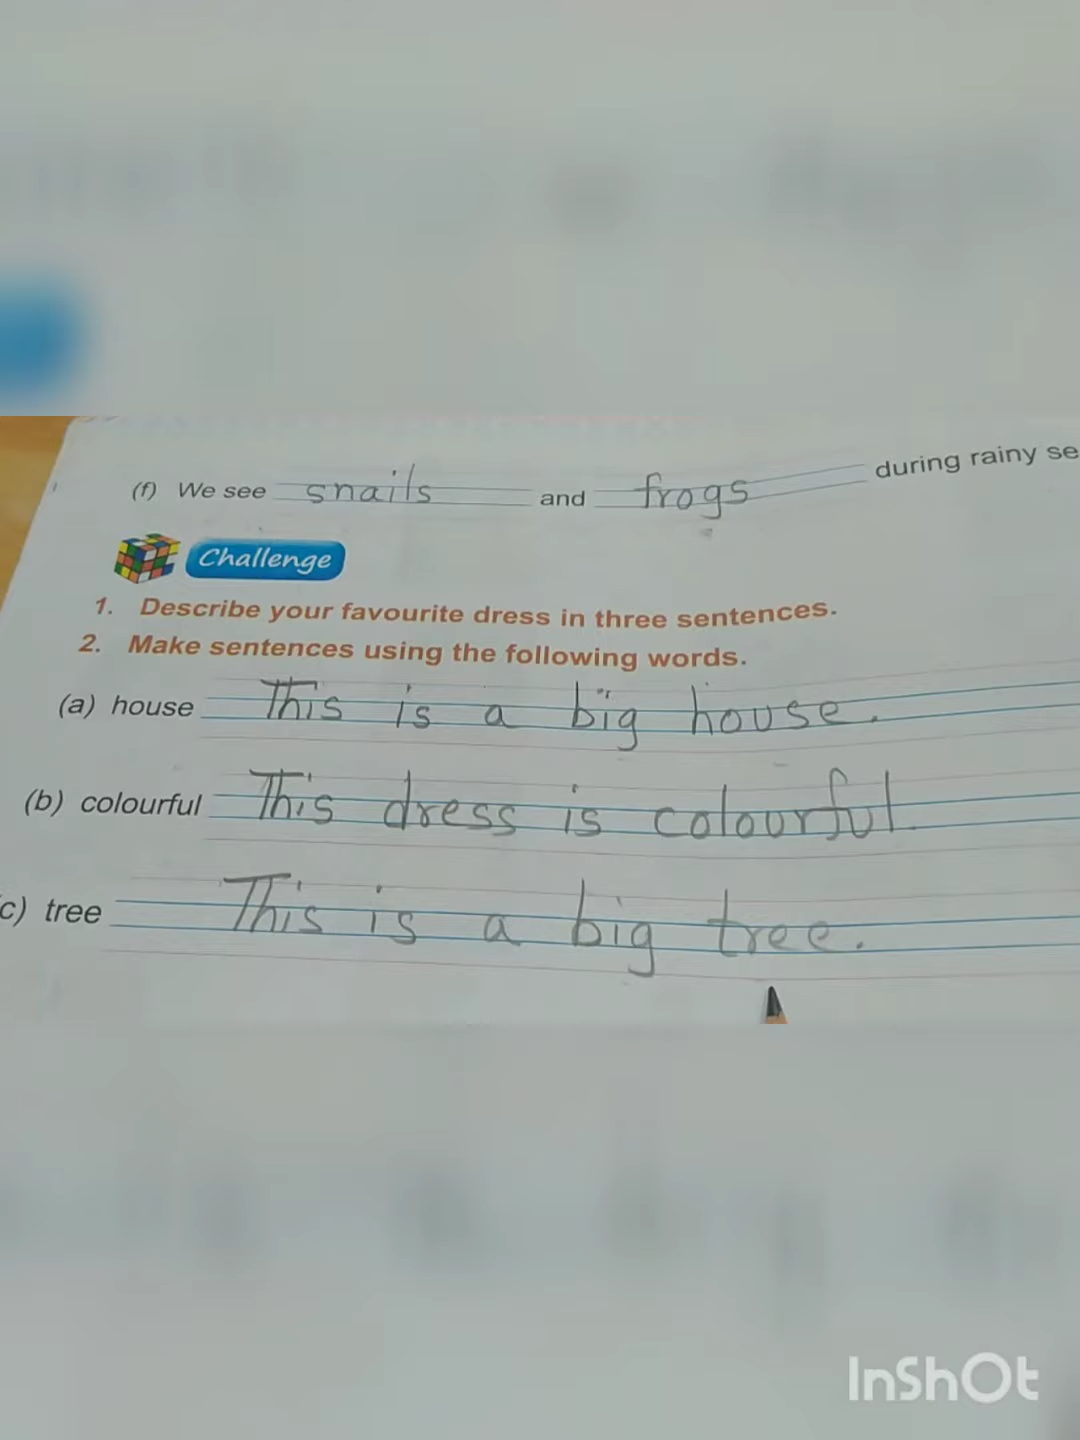 (f) We see snails and frogs during rainy se
Challenge
1. Describe your favourite dress in three sentences.
2. Make sentences using the following words.
(a) house This is a big house.
(b) colourful This dress is colourful
c) tree This is a big tree.
InShOt